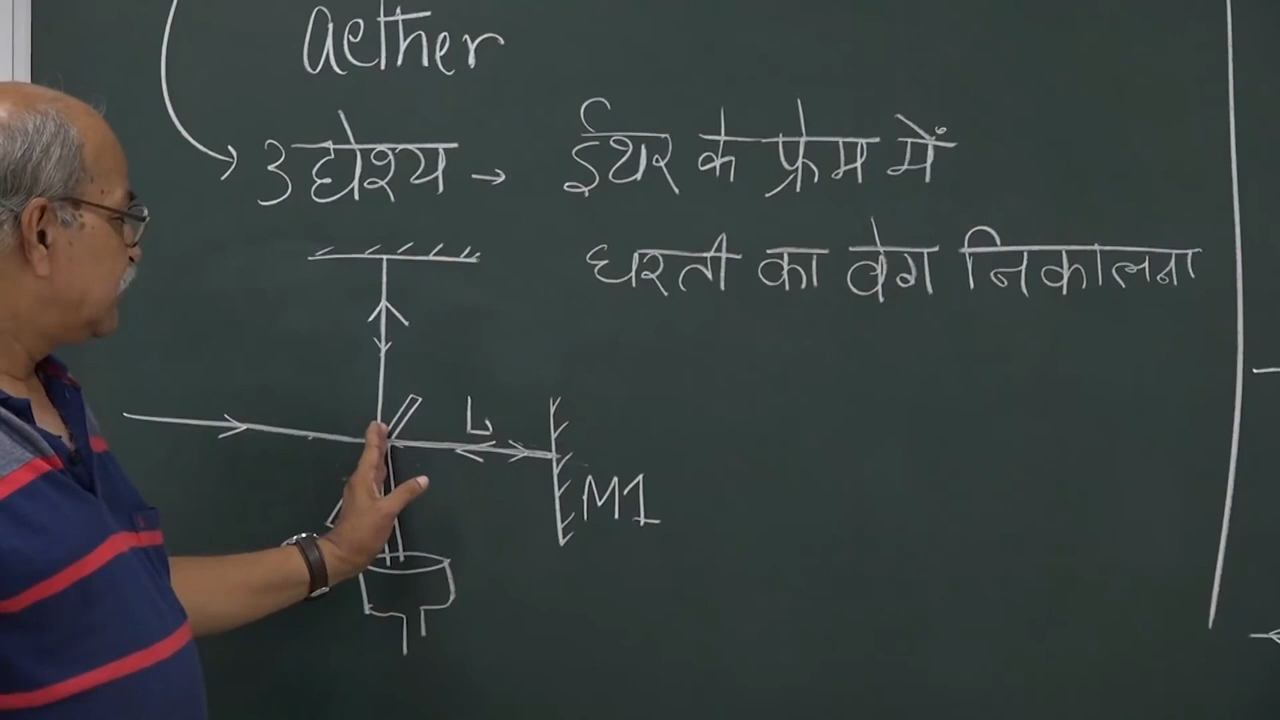 aether
उद्येश्य → ईथर के फ्रेम में
धरती का वेग निकालना
L
M1